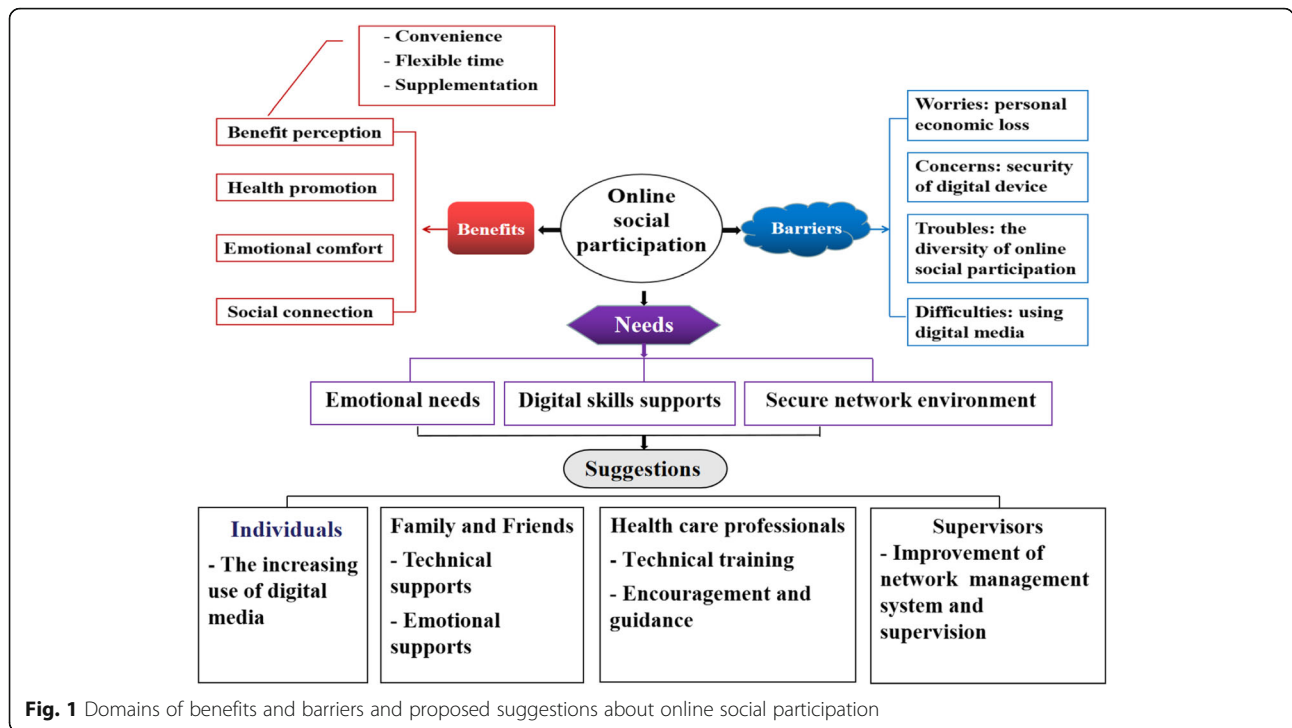 - Convenience
- Flexible time
- Supplementation
Benefit perception
Health promotion
Emotional comfort
Social connection
Benefits
Online
social
participation
Barriers
Worries: personal
economic loss
Concerns: security
of digital device
Troubles: the
diversity of online
social participation
Difficulties: using
digital media
Needs
Emotional needs
Digital skills supports
Secure network environment
Suggestions
Individuals
- The increasing
use of digital
media
Family and Friends
- Technical
supports
- Emotional
supports
Health care professionals
- Technical training
- Encouragement and
guidance
Supervisors
- Improvement of
network management
system and
supervision
Fig. 1 Domains of benefits and barriers and proposed suggestions about online social participation